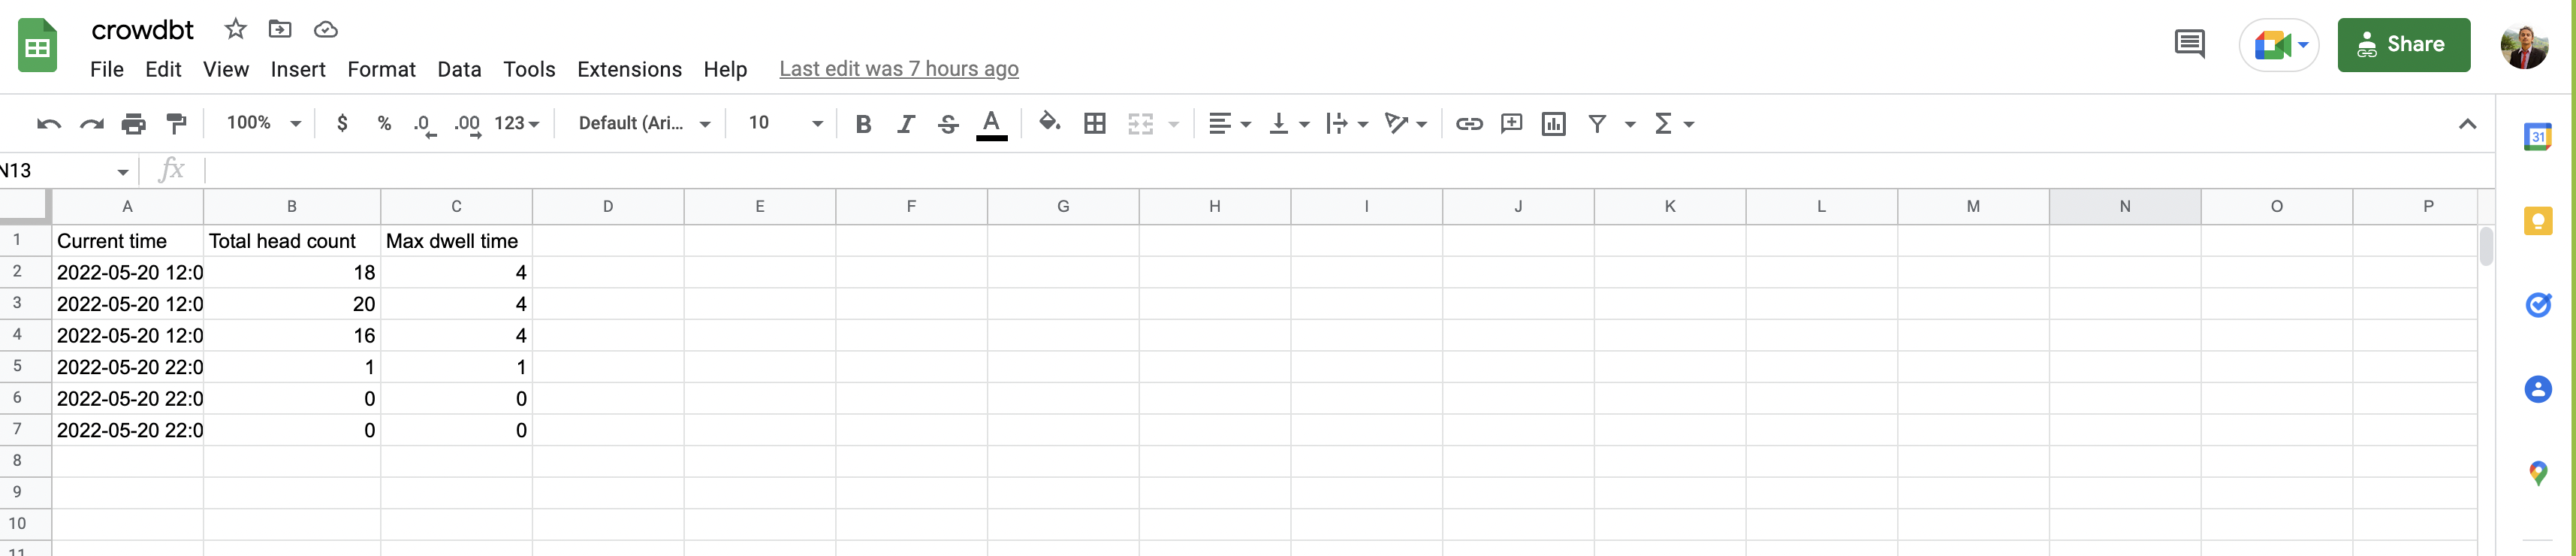 crowdbt
File Edit View Insert Format Data Tools Extensions Help Last edit was 7 hours ago
Share
100% $ % .0 .00 123 Default (Ari... 10 B I S A Σ
31
N13 fx
A B C D E F G H I J K L M N O P
1 Current time Total head count Max dwell time
2 2022-05-20 12:0 18 4
3 2022-05-20 12:0 20 4
4 2022-05-20 12:0 16 4
5 2022-05-20 22:0 1 1
6 2022-05-20 22:0 0 0
7 2022-05-20 22:0 0 0
8
9
10
11